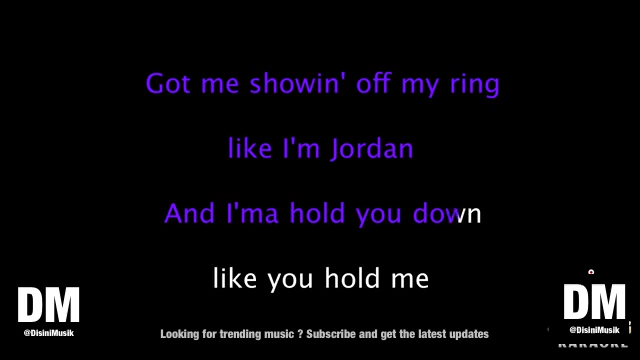 Got me showin' off my ring
like I'm Jordan
And I'ma hold you down
like you hold me
DM
@DisiniMusik
DM
@DisiniMusik
Looking for trending music ? Subscribe and get the latest updates
KARAOKE